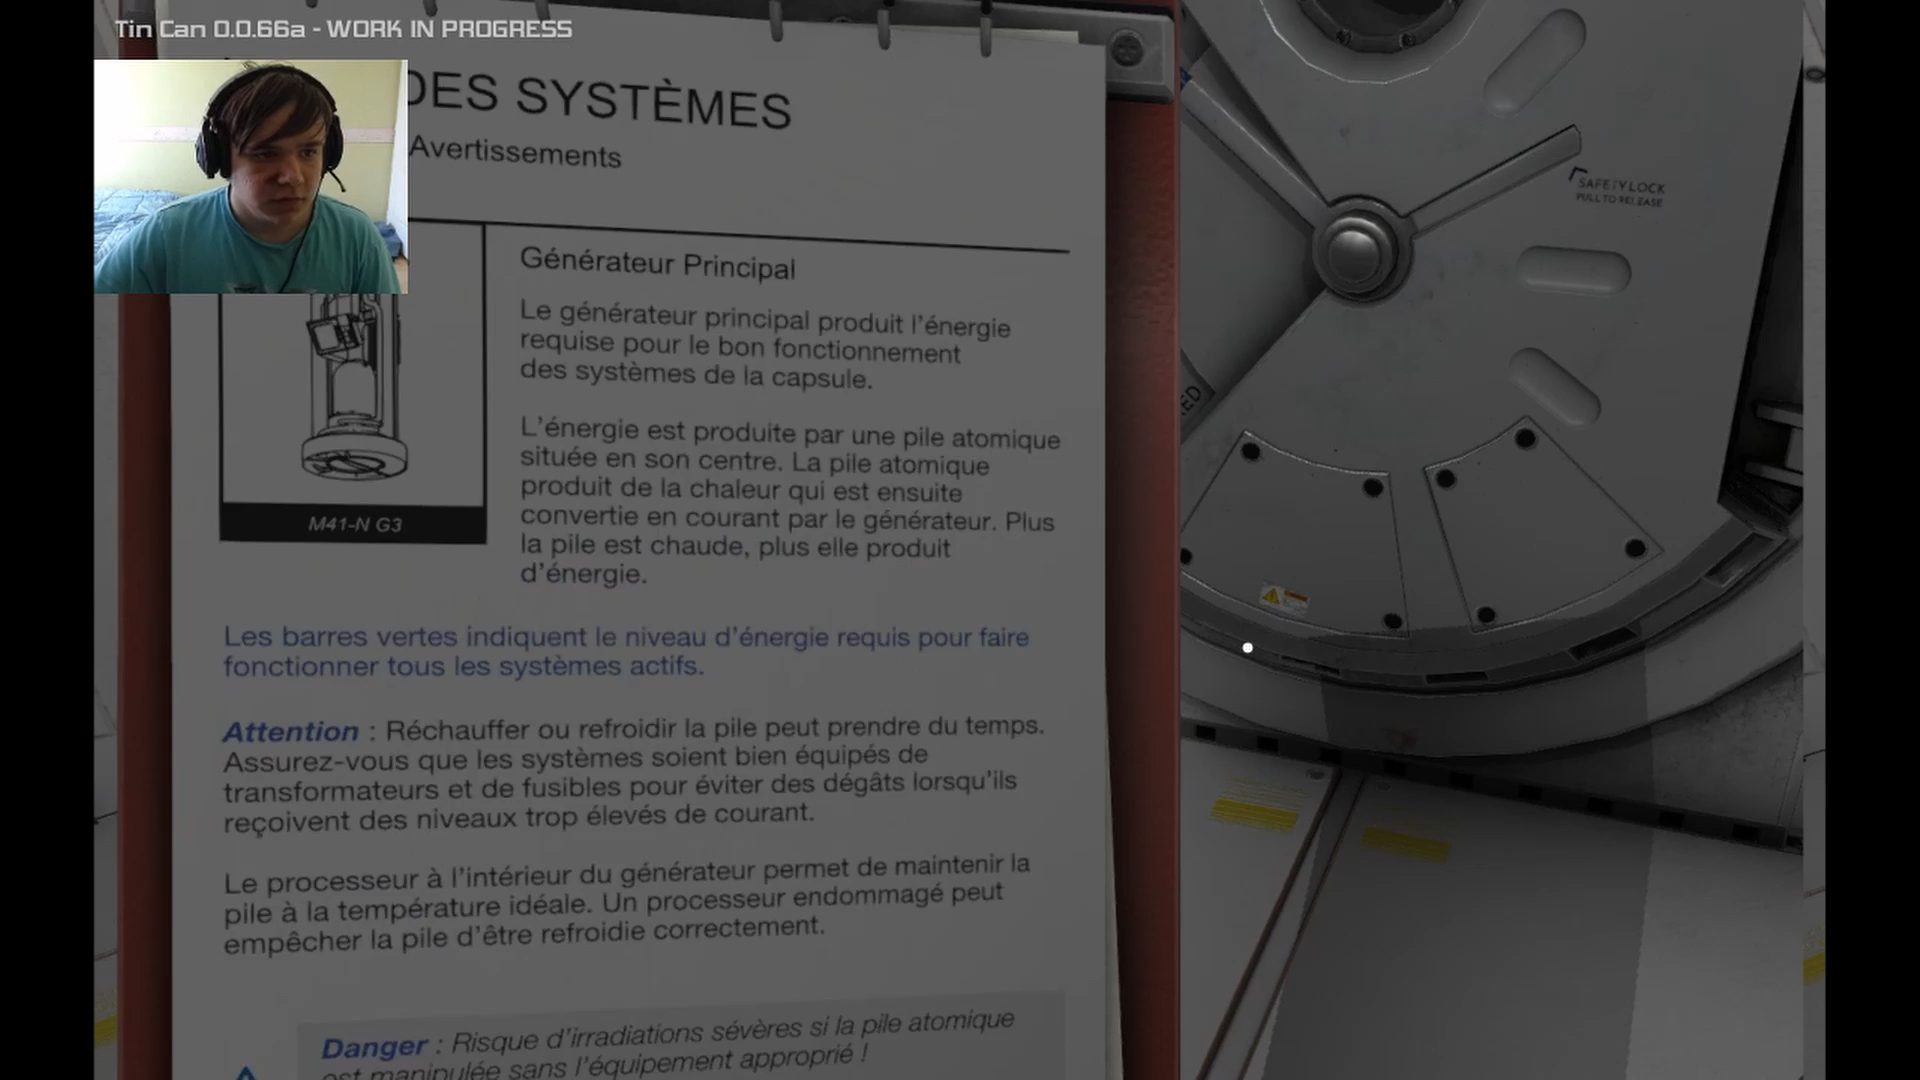 Tin Can 0.0.66a - WORK IN PROGRESS
DES SYSTÈMES
Avertissements
Générateur Principal
Le générateur principal produit l'énergie
requise pour le bon fonctionnement
des systèmes de la capsule.
L'énergie est produite par une pile atomique
située en son centre. La pile atomique
produit de la chaleur qui est ensuite
convertie en courant par le générateur. Plus
la pile est chaude, plus elle produit
d'énergie.
M41-N G3
Les barres vertes indiquent le niveau d'énergie requis pour faire
fonctionner tous les systèmes actifs.
Attention : Réchauffer ou refroidir la pile peut prendre du temps.
Assurez-vous que les systèmes soient bien équipés de
transformateurs et de fusibles pour éviter des dégâts lorsqu'ils
reçoivent des niveaux trop élevés de courant.
Le processeur à l'intérieur du générateur permet de maintenir la
pile à la température idéale. Un processeur endommagé peut
empêcher la pile d'être refroidie correctement.
Danger : Risque d'irradiations sévères si la pile atomique
est manipulée sans l'équipement approprié !
SAFETY LOCK
PULL TO RELEASE